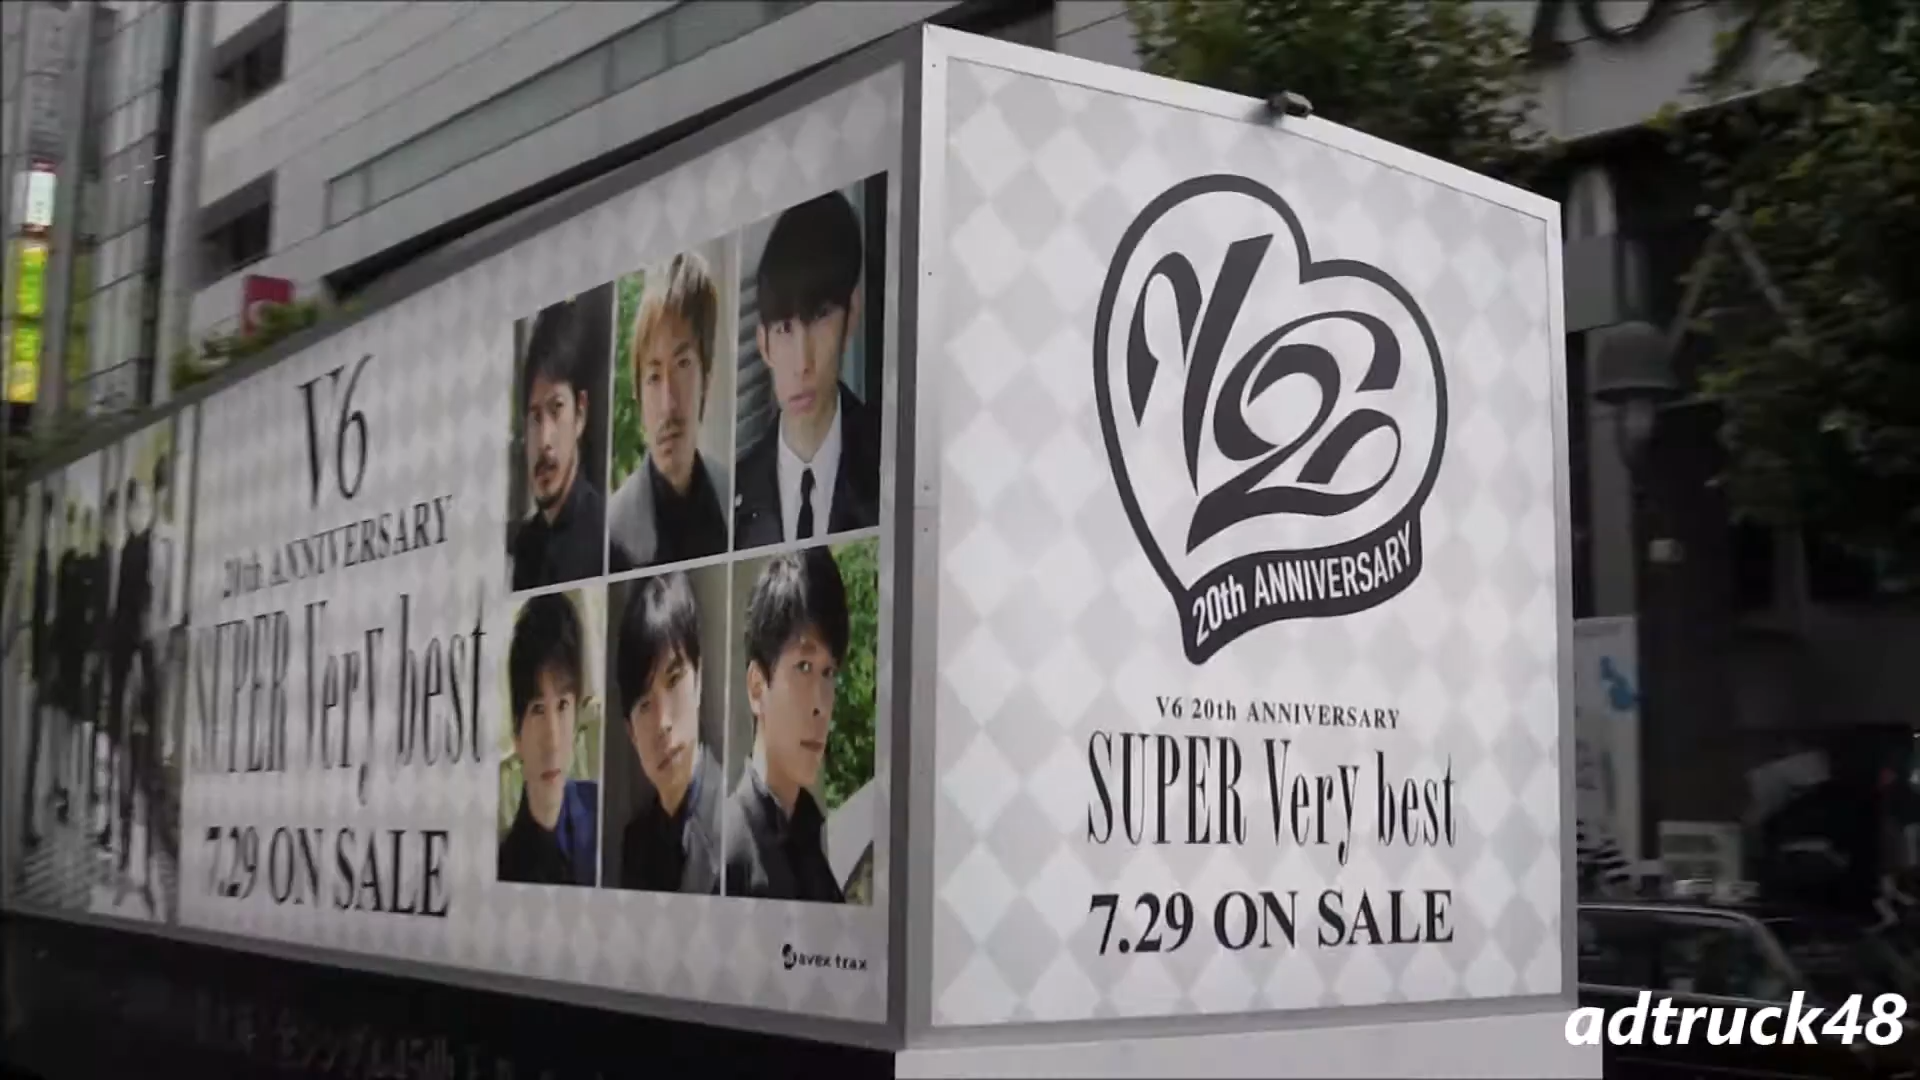 V6
20th ANNIVERSARY
SUPER Very best
7.29 ON SALE
avex trax
V6
20th ANNIVERSARY
V6 20th ANNIVERSARY
SUPER Very best
7.29 ON SALE
adtruck48